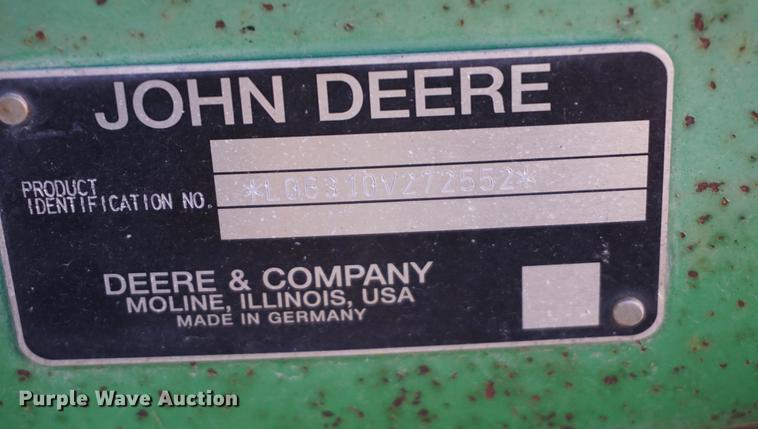 JOHN DEERE
PRODUCT
IDENTIFICATION NO.
*L06310V272552*
DEERE & COMPANY
MOLINE, ILLINOIS, USA
MADE IN GERMANY
Purple Wave Auction